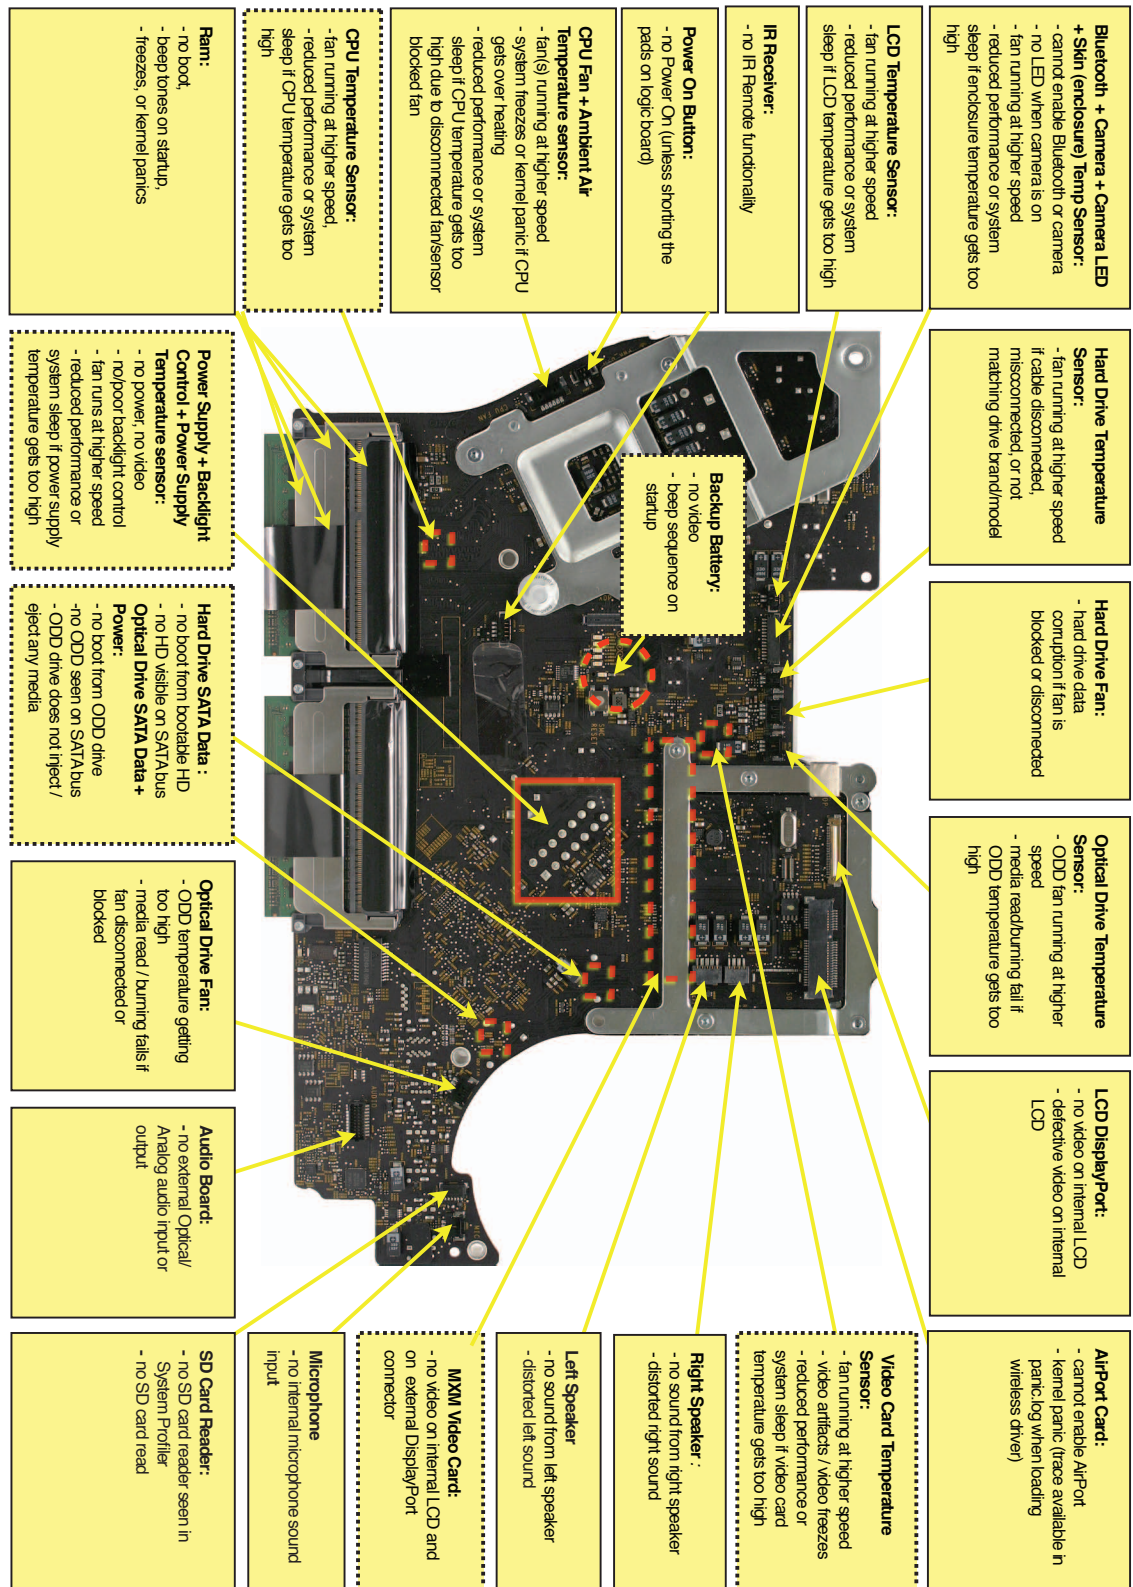 Bluetooth + Camera + Camera LED
+ Skin (enclosure) Temp Sensor:
- cannot enable Bluetooth or camera
- no LED when camera is on
- fan running at higher speed
- reduced performance or system
sleep if enclosure temperature gets too
high
Hard Drive Temperature
Sensor:
- fan running at higher speed
if cable disconnected,
misconnected, or not
matching drive brand/model
Hard Drive Fan:
- hard drive data
corruption if fan is
blocked or disconnected
Optical Drive Temperature
Sensor:
- ODD fan running at higher
speed
- media read/burning fail if
ODD temperature gets too
high
LCD DisplayPort:
- no video on internal LCD
- defective video on internal
LCD
AirPort Card:
- cannot enable AirPort
- kernel panic (trace available in
panic.log when loading
wireless driver)
LCD Temperature Sensor:
- fan running at higher speed
- reduced performance or system
sleep if LCD temperature gets too high
IR Receiver:
- no IR Remote functionality
Power On Button:
- no Power On (unless shorting the
pads on logic board)
CPU Fan + Ambient Air
Temperature sensor:
- fan(s) running at higher speed
- system freezes or kernel panic if CPU
gets over heating
- reduced performance or system
sleep if CPU temperature gets too
high due to disconnected fan/sensor
blocked fan
CPU Temperature Sensor:
- fan running at higher speed,
- reduced performance or system
sleep if CPU temperature gets too
high
Backup Battery:
- no video
- beep sequence on
startup
CPU FAN
SMC
RESET
AUDIO
MIC
Video Card Temperature
Sensor:
- fan running at higher speed
- video artifacts / video freezes
- reduced performance or
system sleep if video card
temperature gets too high
Right Speaker :
- no sound from right speaker
- distorted right sound
Left Speaker
- no sound from left speaker
- distorted left sound
MXM Video Card:
- no video on internal LCD and
on external DisplayPort
connector
Microphone
- no internal microphone sound
input
Ram:
- no boot,
- beep tones on startup,
- freezes, or kernel panics
Power Supply + Backlight
Control + Power Supply
Temperature sensor:
- no power, no video
- no/poor backlight control
- fan runs at higher speed
- reduced performance or
system sleep if power supply
temperature gets too high
Hard Drive SATA Data :
- no boot from bootable HD
- no HD visible on SATA bus
Optical Drive SATA Data +
Power:
- no boot from ODD drive
-no ODD seen on SATA bus
- ODD drive does not inject /
eject any media
Optical Drive Fan:
- ODD temperature getting
too high
- media read / burning fails if
fan disconnected or
blocked
Audio Board:
- no external Optical/
Analog audio input or
output
SD Card Reader:
- no SD card reader seen in
System Profiler
- no SD card read